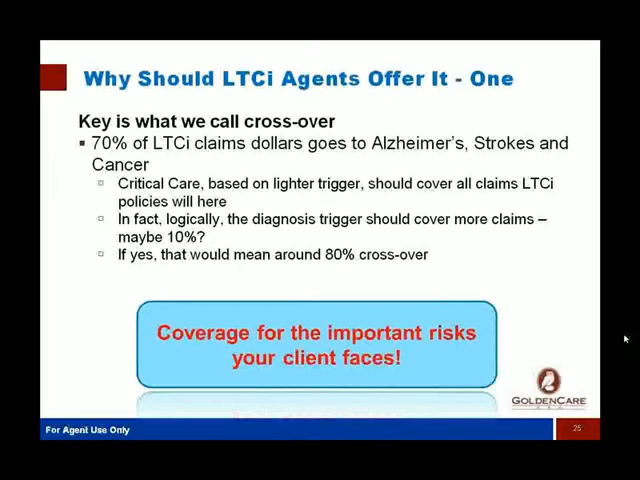 Why Should LTCi Agents Offer It - One
Key is what we call cross-over
▪ 70% of LTCi claims dollars goes to Alzheimer's, Strokes and
Cancer
▫ Critical Care, based on lighter trigger, should cover all claims LTCi
policies will here
▫ In fact, logically, the diagnosis trigger should cover more claims –
maybe 10%?
▫ If yes, that would mean around 80% cross-over
Coverage for the important risks
your client faces!
GOLDENCARE
For Agent Use Only
25